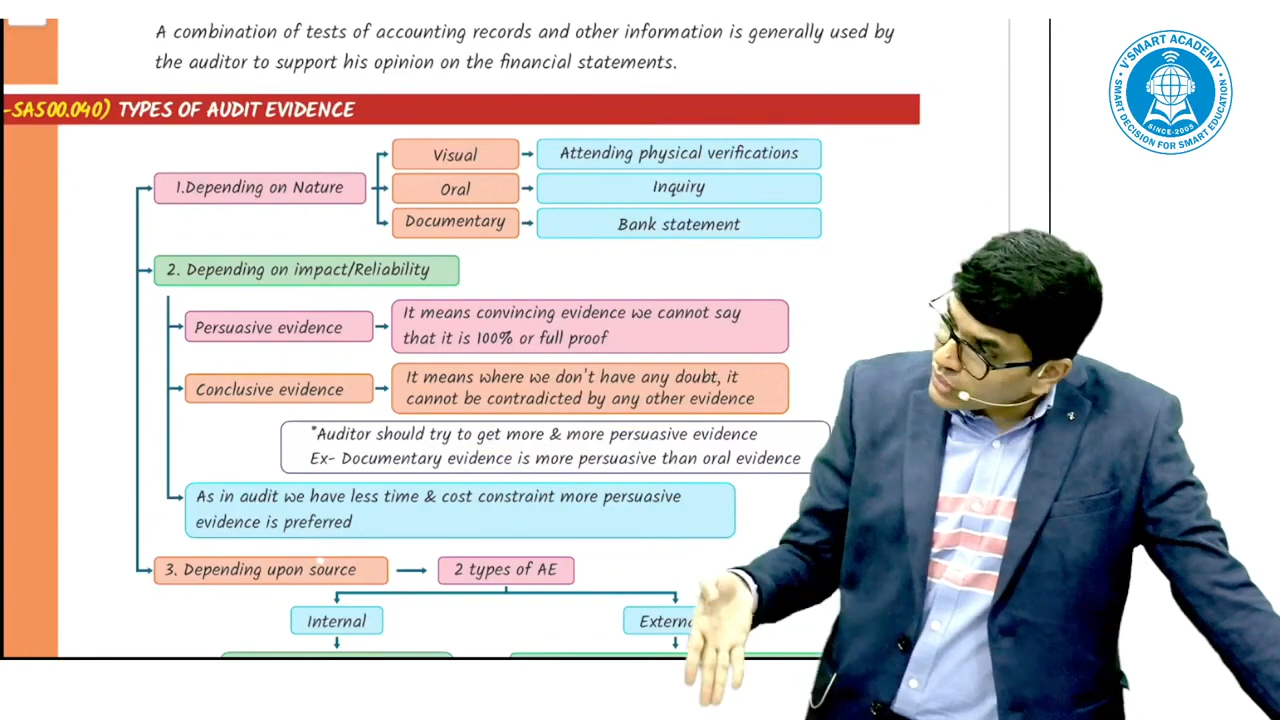 A combination of tests of accounting records and other information is generally used by
the auditor to support his opinion on the financial statements.
-SA500.040) TYPES OF AUDIT EVIDENCE
1.Depending on Nature
Visual
Attending physical verifications
Oral
Inquiry
Documentary
Bank statement
2. Depending on impact/Reliability
Persuasive evidence
It means convincing evidence we cannot say
that it is 100% or full proof
Conclusive evidence
It means where we don't have any doubt, it
cannot be contradicted by any other evidence
*Auditor should try to get more & more persuasive evidence
Ex- Documentary evidence is more persuasive than oral evidence
As in audit we have less time & cost constraint more persuasive
evidence is preferred
3. Depending upon source
2 types of AE
Internal
Externa
V'SMART ACADEMY
SINCE-2005
SMART DECISION FOR SMART EDUCATION